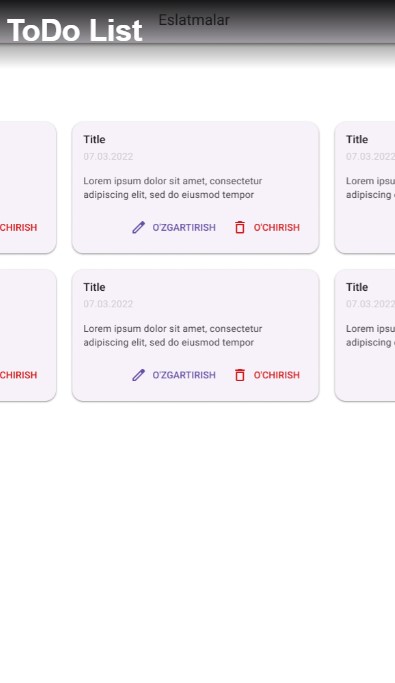 ToDo List
Eslatmalar
Title
07.03.2022
Lorem ipsum dolor sit amet, consectetur
adipiscing elit, sed do eiusmod tempor
O'ZGARTIRISH
O'CHIRISH
Title
07.03.2022
Lorem ipsu
adipiscing
CHIRISH
Title
07.03.2022
Lorem ipsum dolor sit amet, consectetur
adipiscing elit, sed do eiusmod tempor
O'ZGARTIRISH
O'CHIRISH
Title
07.03.2022
Lorem ipsu
adipiscing
CHIRISH